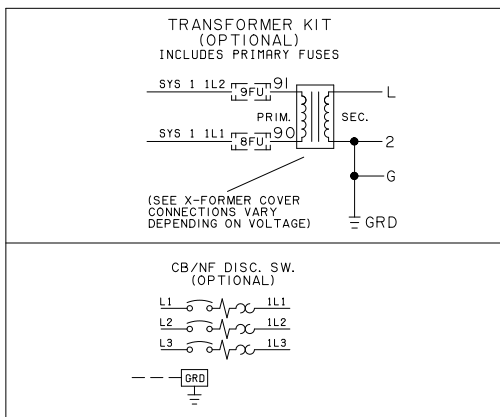 TRANSFORMER KIT
(OPTIONAL)
INCLUDES PRIMARY FUSES
SYS 1 1L2
9FU
91
L
PRIM.
SEC.
SYS 1 1L1
8FU
90
2
G
(SEE X-FORMER COVER
CONNECTIONS VARY
DEPENDING ON VOLTAGE)
GRD
CB/NF DISC. SW.
(OPTIONAL)
L1 1L1
L2 1L2
L3 1L3
GRD